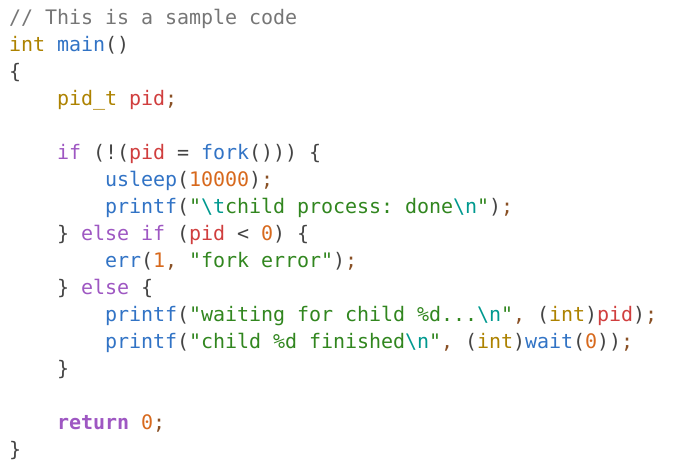 // This is a sample code
int main()
{
    pid_t pid;

    if (!(pid = fork())) {
        usleep(10000);
        printf("\tchild process: done\n");
    } else if (pid < 0) {
        err(1, "fork error");
    } else {
        printf("waiting for child %d...\n", (int)pid);
        printf("child %d finished\n", (int)wait(0));
    }

    return 0;
}